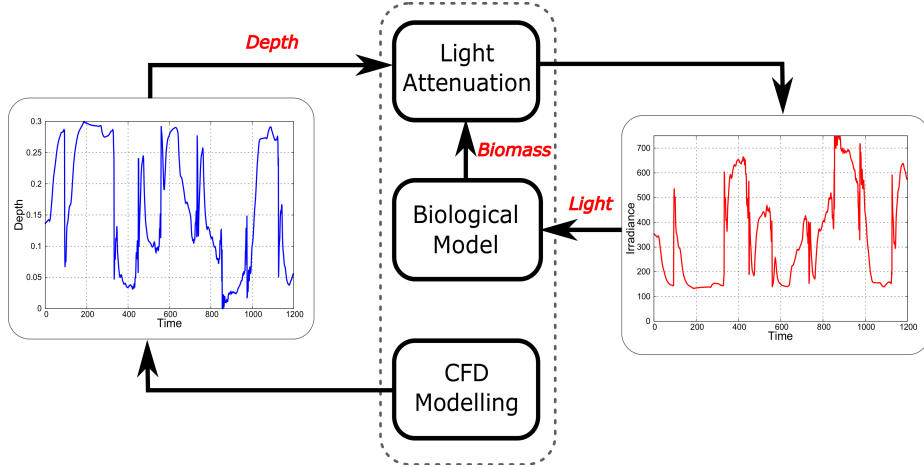 Depth
Light
Attenuation
Biomass
Light
Biological
Model
CFD
Modelling
0.3
0.25
0.2
0.15
0.1
0.05
0
Depth
0
200
400
600
800
1000
1200
Time
700
600
500
400
300
200
100
0
Irradiance
0
200
400
600
800
1000
1200
Time